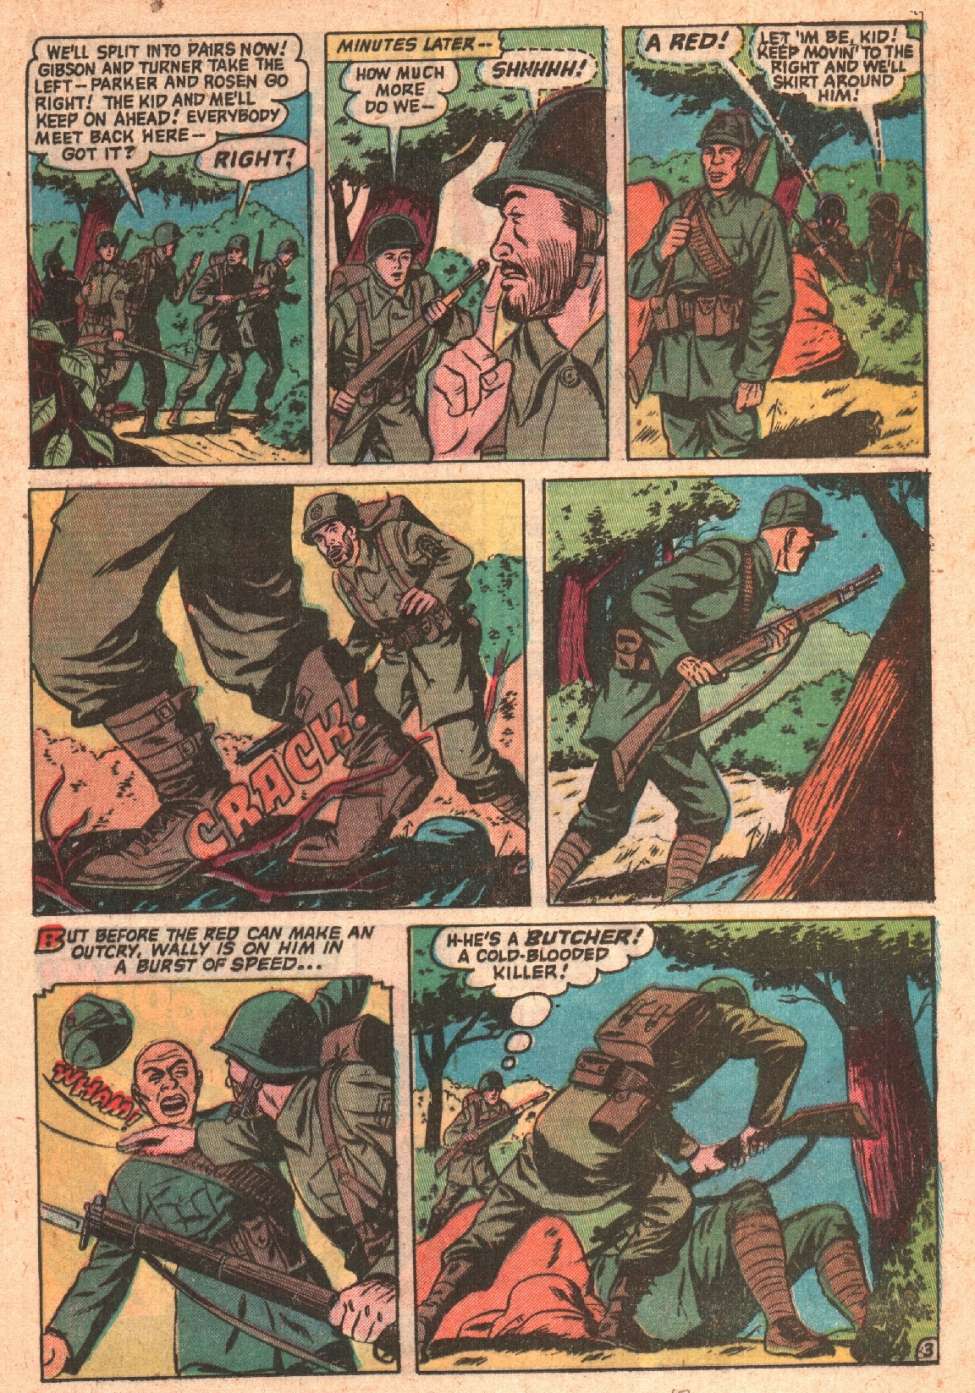 WE'LL SPLIT INTO PAIRS NOW!
GIBSON AND TURNER TAKE THE
LEFT-PARKER AND ROSEN GO
RIGHT! THE KID AND ME'LL
KEEP ON AHEAD! EVERYBODY
MEET BACK HERE--
GOT IT?
RIGHT!
MINUTES LATER--
HOW MUCH
MORE
DO WE-
SHHHHH!
A RED!
LET 'IM BE, KID!
KEEP MOVIN' TO THE
RIGHT AND WE'LL
SKIRT AROUND
HIM!
CRACK!
BUT BEFORE THE RED CAN MAKE AN
OUTCRY, WALLY IS ON HIM IN
A BURST OF SPEED...
WHAM!
H-HE'S A BUTCHER!
A COLD-BLOODED
KILLER!
3